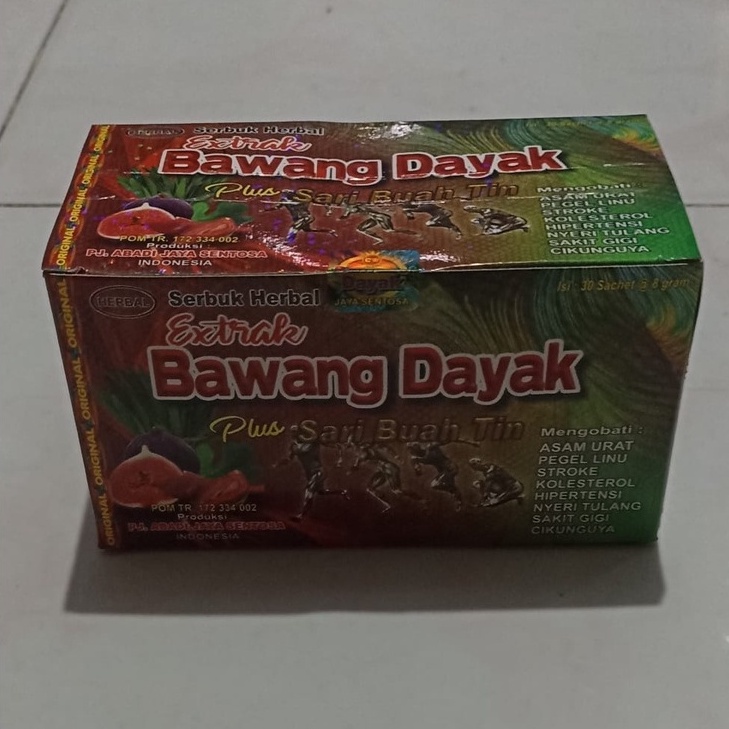 HERBAL
Serbuk Herbal
Extrak
Bawang Dayak
Plus Sari Buah Tin
Mengobati :
ASAM URAT
PEGEL LINU
STROKE
KOLESTEROL
HIPERTENSI
NYERI TULANG
SAKIT GIGI
CIKUNGUYA
POM TR. 172 334 002
Produksi
PJ. ABADI JAYA SENTOSA
INDONESIA
ORIGINAL ORIGINAL ORIGINAL
Dayak
JAYA SENTOSA
HERBAL
Serbuk Herbal
Isi : 30 Sachet @ 8 gram
Extrak
Bawang Dayak
Plus Sari Buah Tin
Mengobati :
ASAM URAT
PEGEL LINU
STROKE
KOLESTEROL
HIPERTENSI
NYERI TULANG
SAKIT GIGI
CIKUNGUYA
POM TR. 172 334 002
Produksi
PJ. ABADI JAYA SENTOSA
INDONESIA
ORIGINAL ORIGINAL ORIGINAL